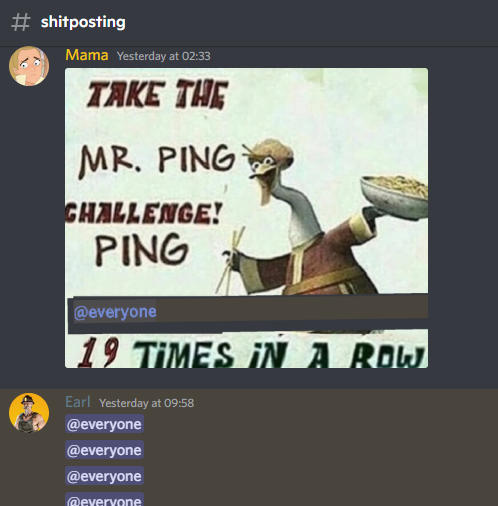 # shitposting
Mama Yesterday at 02:33
TAKE THE
MR. PING
CHALLENGE!
PING
@everyone
19 TiMES iN A ROW
Earl Yesterday at 09:58
@everyone
@everyone
@everyone
@everyone